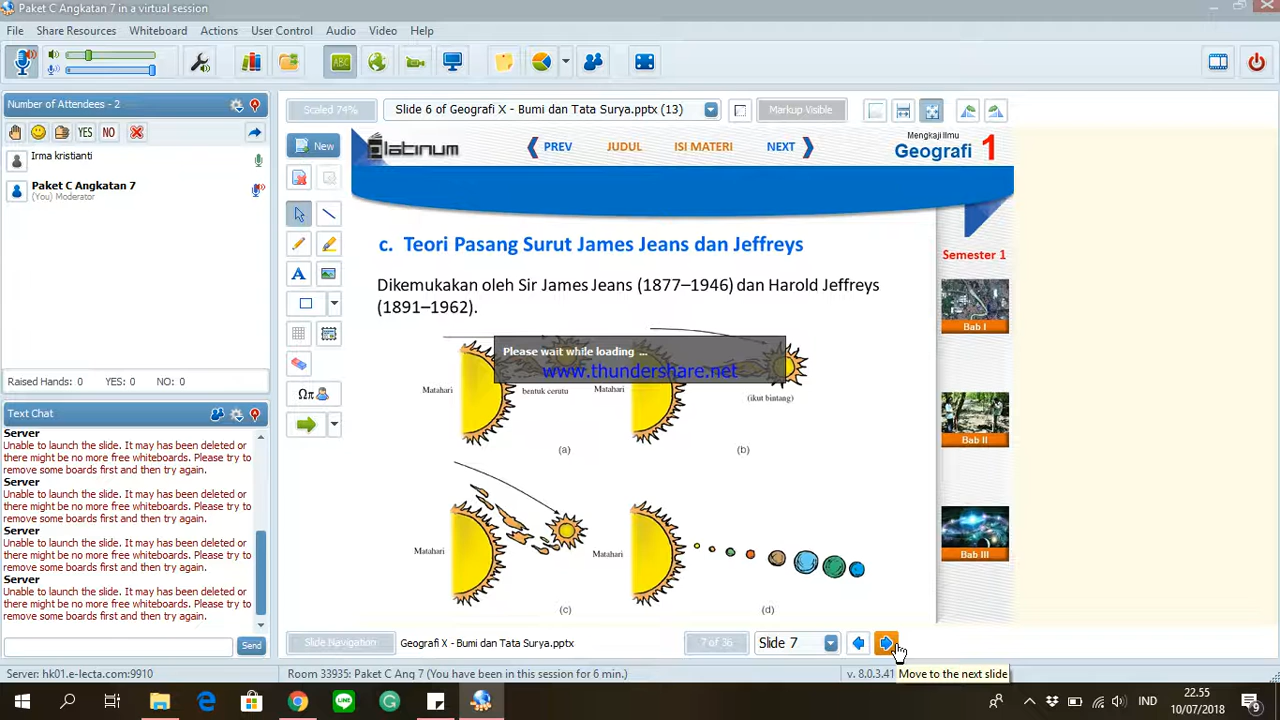 Paket C Angkatan 7 in a virtual session
File Share Resources Whiteboard Actions User Control Audio Video Help
ABC
Number of Attendees - 2
YES NO
Irma kristianti
Paket C Angkatan 7
(You) Moderator
Raised Hands: 0 YES: 0 NO: 0
Text Chat
Server
Unable to launch the slide. It may has been deleted or
there might be no more free whiteboards. Please try to
remove some boards first and then try again.
Server
Unable to launch the slide. It may has been deleted or
there might be no more free whiteboards. Please try to
remove some boards first and then try again.
Server
Unable to launch the slide. It may has been deleted or
there might be no more free whiteboards. Please try to
remove some boards first and then try again.
Server
Unable to launch the slide. It may has been deleted or
there might be no more free whiteboards. Please try to
remove some boards first and then try again.
Send
Scaled 74% Slide 6 of Geografi X - Bumi dan Tata Surya.pptx (13) Markup Visible
New
A
Ωπ
Platinum PREV JUDUL ISI MATERI NEXT
Mengkaji Ilmu
Geografi 1
c. Teori Pasang Surut James Jeans dan Jeffreys
Dikemukakan oleh Sir James Jeans (1877–1946) dan Harold Jeffreys
(1891–1962).
Please wait while loading ...
www.thundershare.net
Matahari bentuk cerutu Matahari (ikut bintang)
(a) (b)
Matahari Matahari
(c) (d)
Semester 1
Bab I
Bab II
Bab III
Slide Navigation Geografi X - Bumi dan Tata Surya.pptx 7 of 36 Slide 7
Server: hk01.e-lecta.com:9910 Room 33935: Paket C Ang 7 (You have been in this session for 6 min.) v. 8.0.3.41
Move to the next slide
IND
22.55
10/07/2018
9